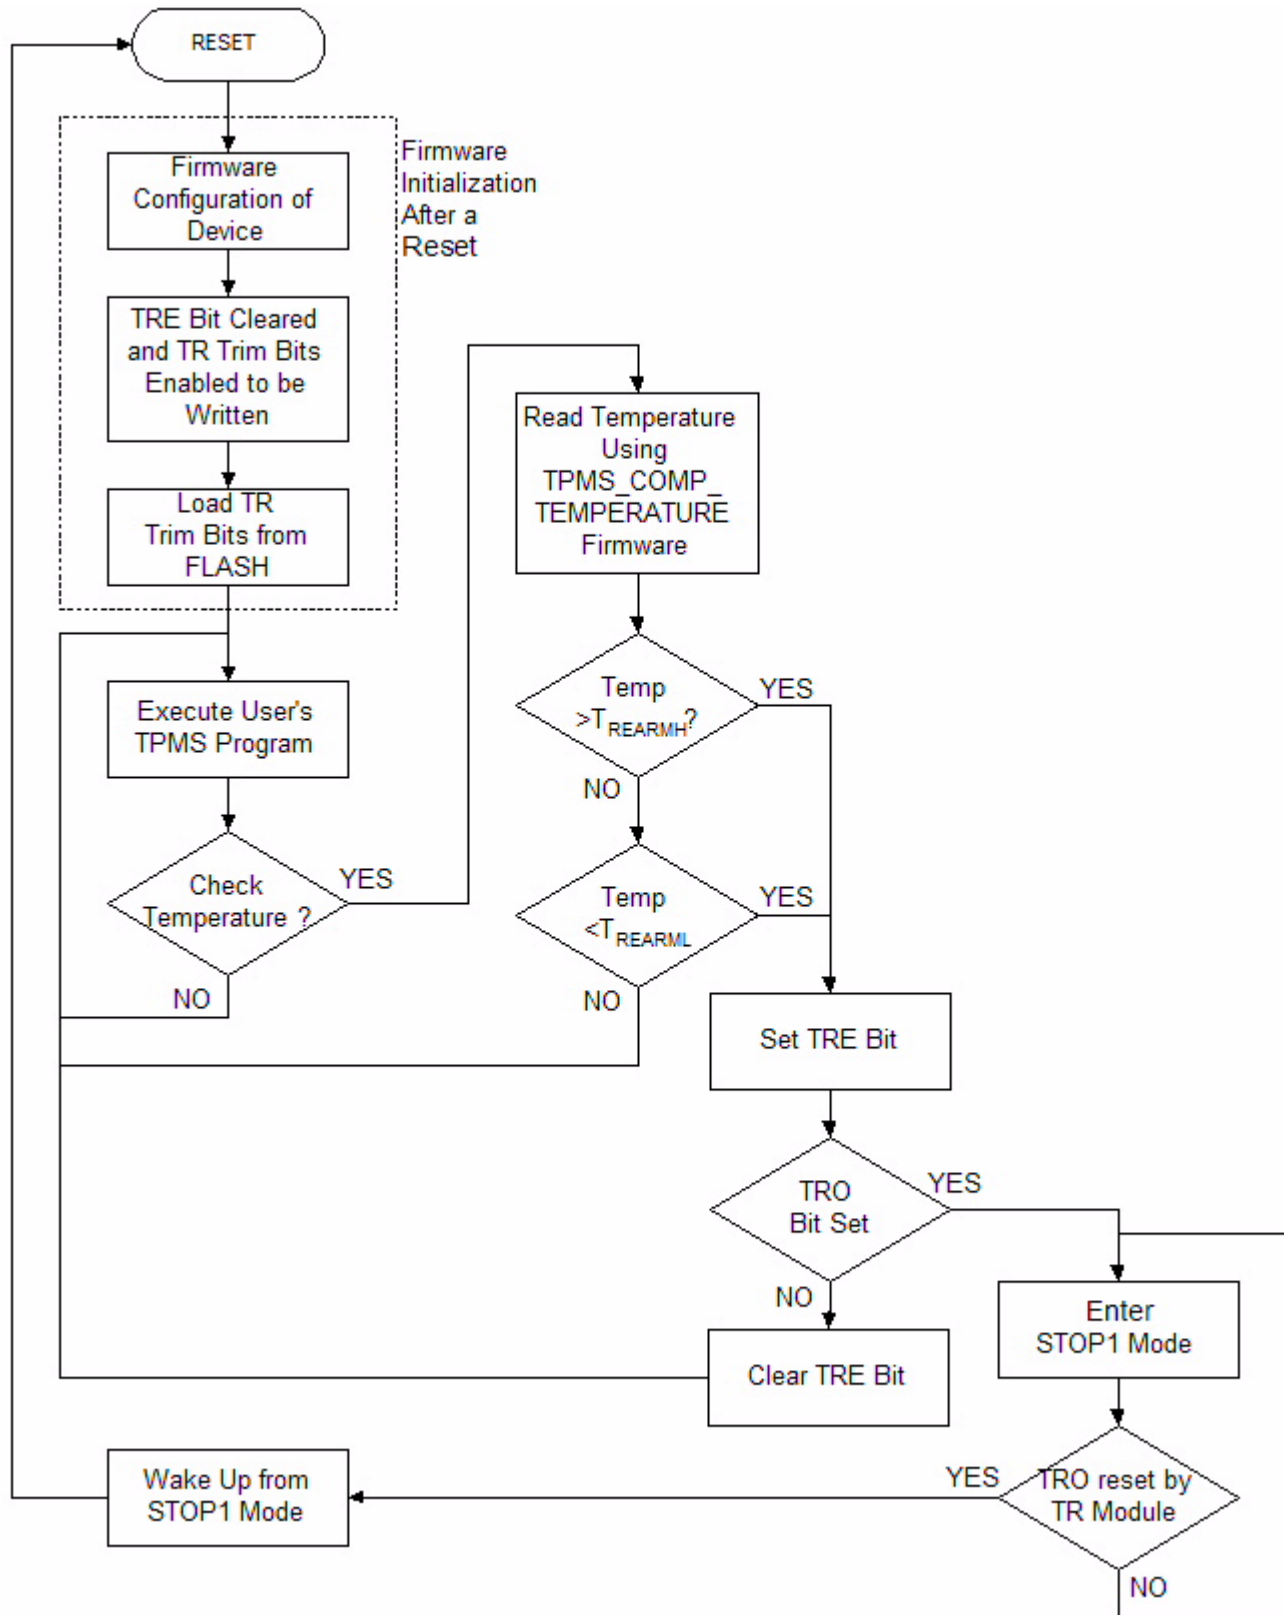 RESET
Firmware
Configuration of
Device
Firmware
Initialization
After a
Reset
TRE Bit Cleared
and TR Trim Bits
Enabled to be
Written
Load TR
Trim Bits from
FLASH
Execute User's
TPMS Program
Check
Temperature ?
YES
NO
Read Temperature
Using
TPMS_COMP_
TEMPERATURE
Firmware
Temp
>TREARMH?
YES
NO
Temp
<TREARML
YES
NO
Set TRE Bit
TRO
Bit Set
YES
NO
Clear TRE Bit
Enter
STOP1 Mode
TRO reset by
TR Module
YES
NO
Wake Up from
STOP1 Mode